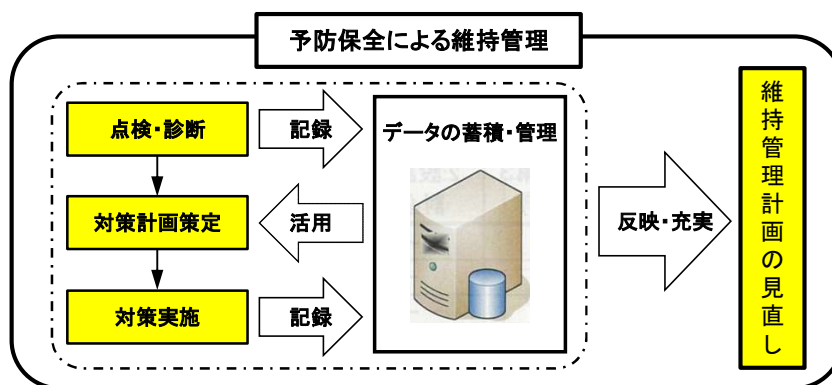 予防保全による維持管理
点検・診断
記録
データの蓄積・管理
対策計画策定
活用
対策実施
記録
反映・充実
維持管理計画の見直し